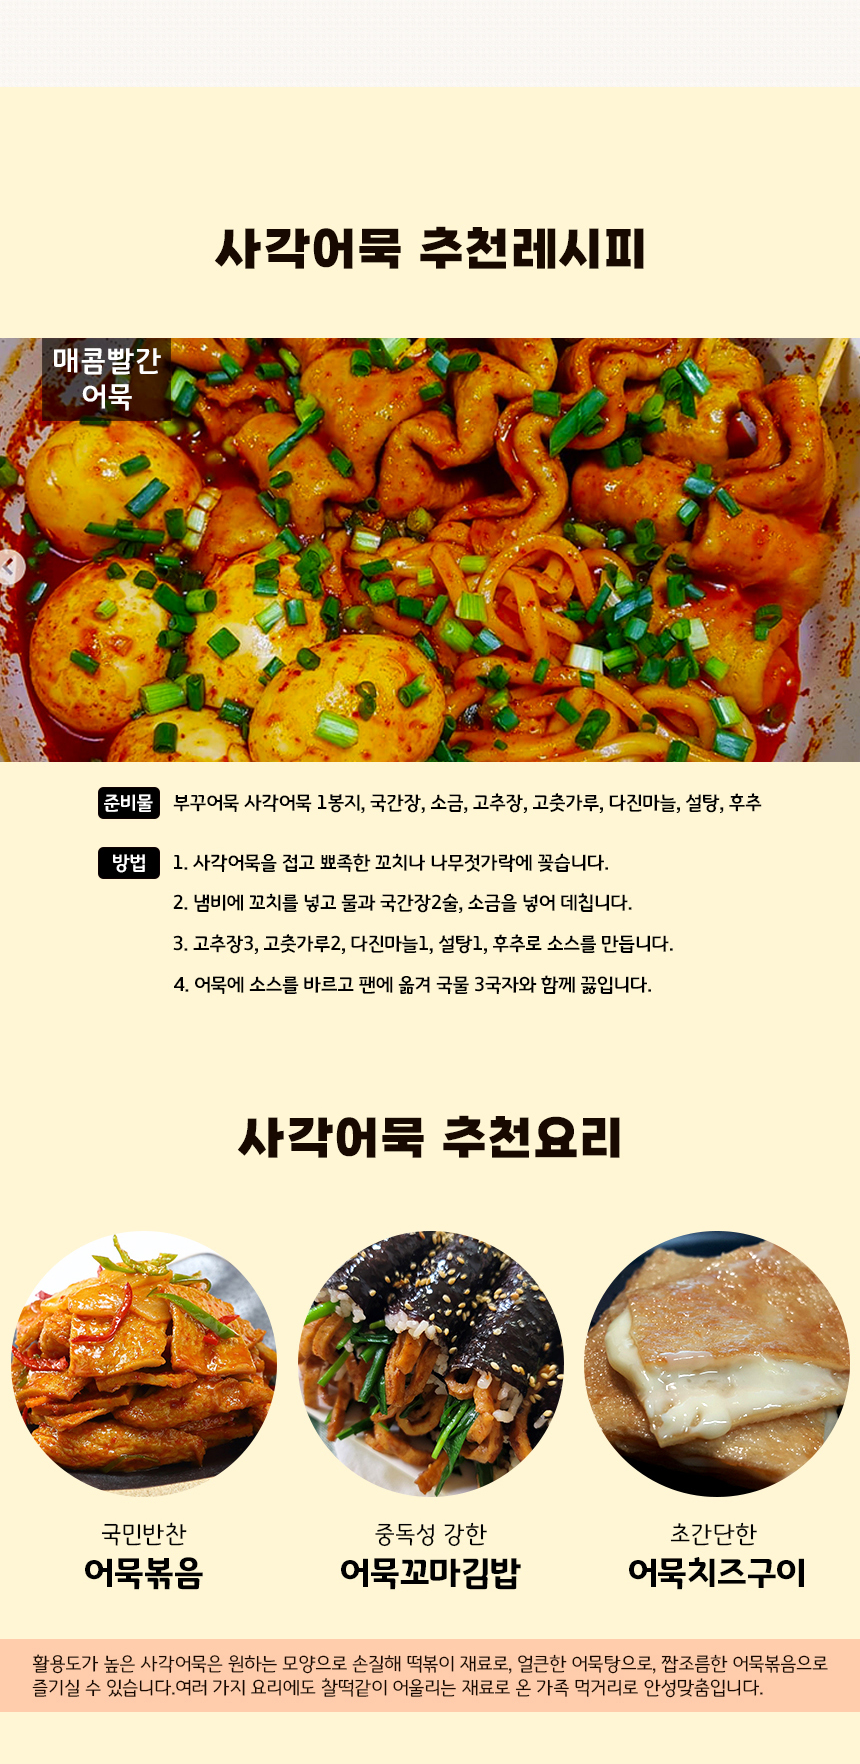 사각어묵 추천레시피
매콤빨간
어묵
준비물 부꾸어묵 사각어묵 1봉지, 국간장, 소금, 고추장, 고춧가루, 다진마늘, 설탕, 후추
방법 1. 사각어묵을 접고 뾰족한 꼬치나 나무젓가락에 꽂습니다.
2. 냄비에 꼬치를 넣고 물과 국간장2술, 소금을 넣어 데칩니다.
3. 고추장3, 고춧가루2, 다진마늘1, 설탕1, 후추로 소스를 만듭니다.
4. 어묵에 소스를 바르고 팬에 옮겨 국물 3국자와 함께 끓입니다.
사각어묵 추천요리
국민반찬
어묵볶음
중독성 강한
어묵꼬마김밥
초간단한
어묵치즈구이
활용도가 높은 사각어묵은 원하는 모양으로 손질해 떡볶이 재료로, 얼큰한 어묵탕으로, 짭조름한 어묵볶음으로
즐기실 수 있습니다.여러 가지 요리에도 찰떡같이 어울리는 재료로 온 가족 먹거리로 안성맞춤입니다.